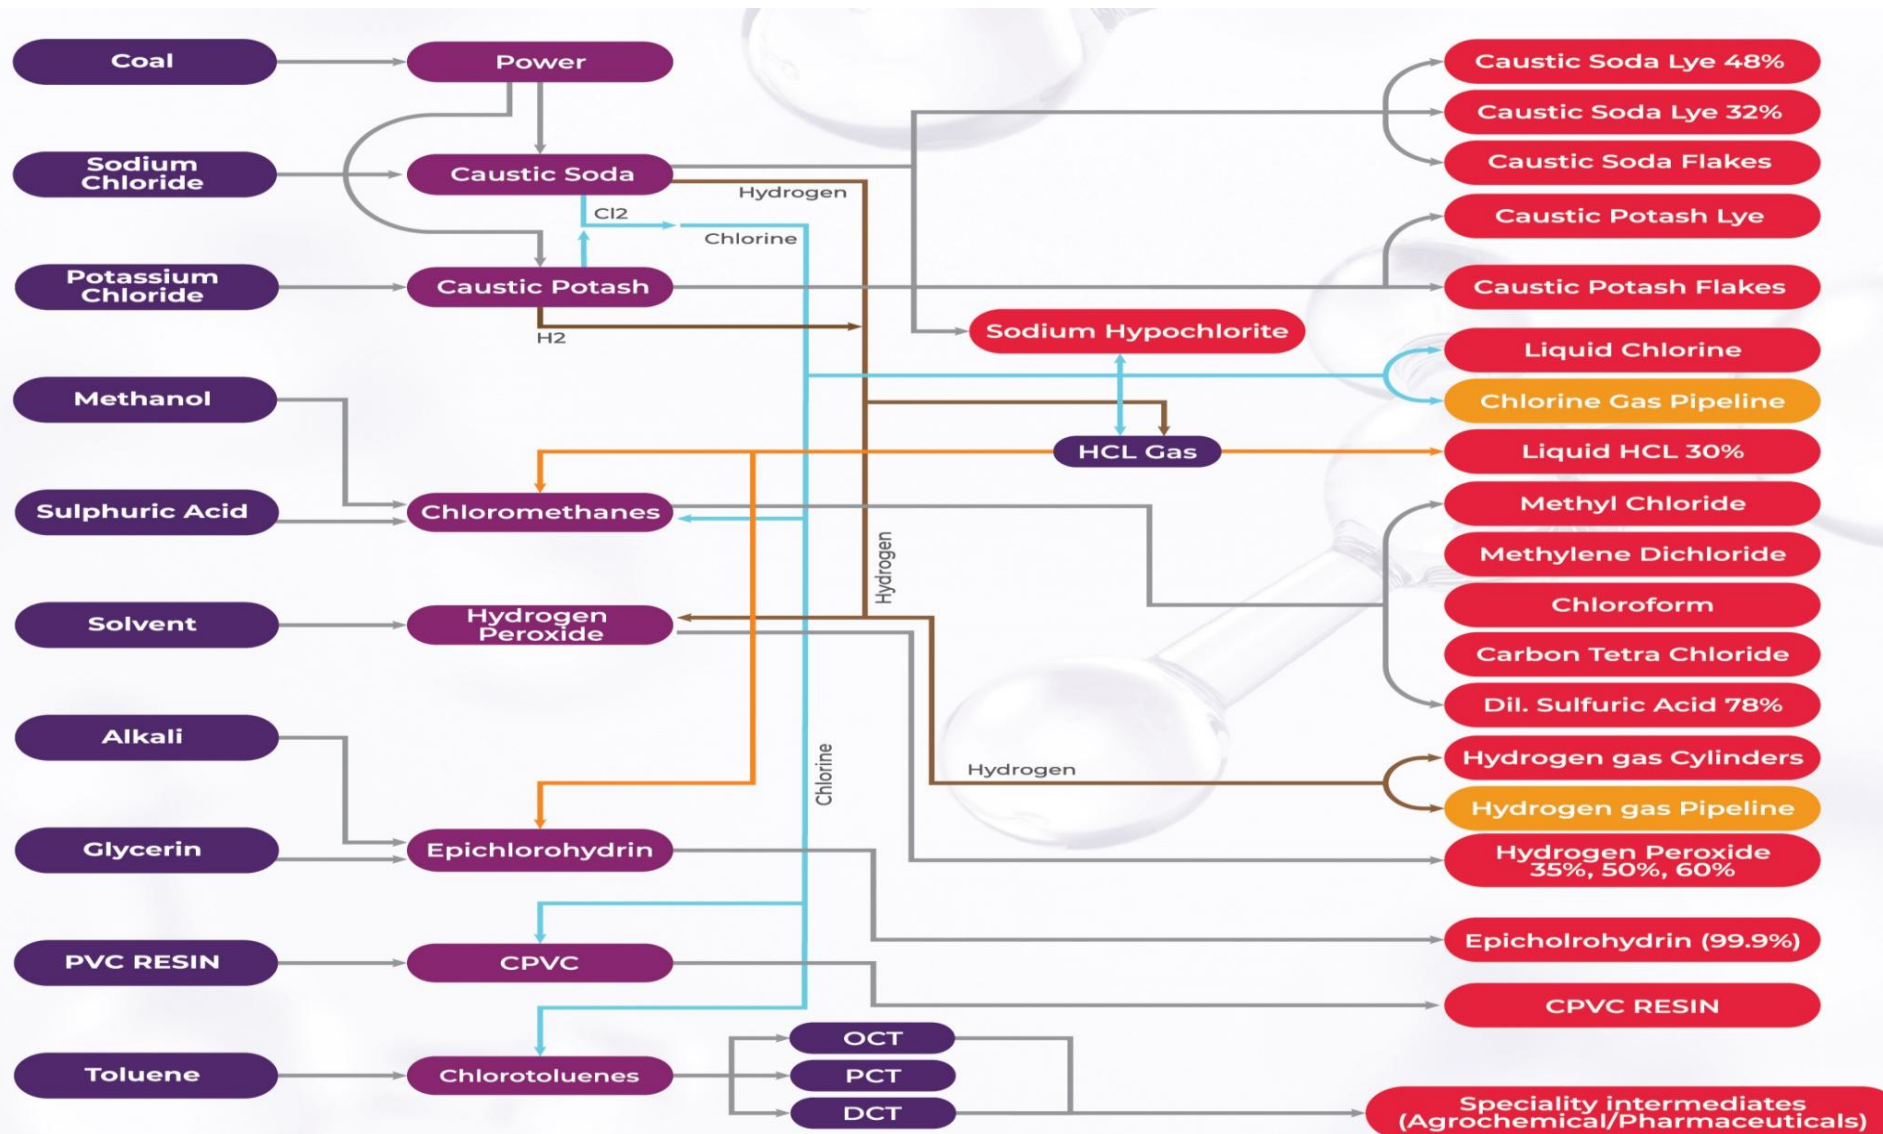 Coal
Power
Caustic Soda Lye 48%
Caustic Soda Lye 32%
Sodium
Chloride
Caustic Soda
Caustic Soda Flakes
Hydrogen
Cl2
Chlorine
Caustic Potash Lye
Potassium
Chloride
Caustic Potash
Caustic Potash Flakes
H2
Sodium Hypochlorite
Liquid Chlorine
Methanol
Chlorine Gas Pipeline
HCL Gas
Liquid HCL 30%
Sulphuric Acid
Chloromethanes
Methyl Chloride
Methylene Dichloride
Hydrogen
Chloroform
Solvent
Hydrogen
Peroxide
Carbon Tetra Chloride
Dil. Sulfuric Acid 78%
Alkali
Chlorine
Hydrogen
Hydrogen gas Cylinders
Hydrogen gas Pipeline
Glycerin
Epichlorohydrin
Hydrogen Peroxide
35%, 50%, 60%
Epicholrohydrin (99.9%)
PVC RESIN
CPVC
CPVC RESIN
OCT
Toluene
Chlorotoluenes
PCT
DCT
Speciality intermediates
(Agrochemical/Pharmaceuticals)